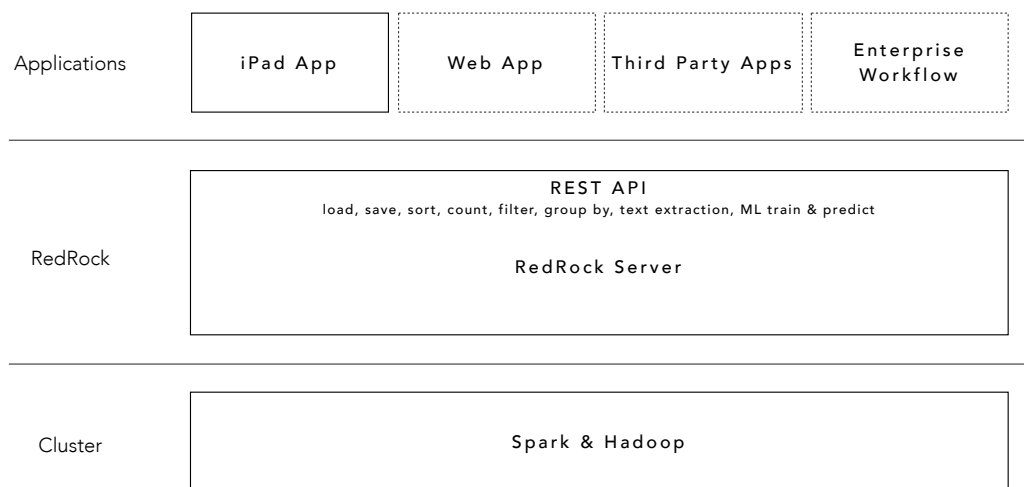 Applications
iPad App
Web App
Third Party Apps
Enterprise
Workflow
REST API
load, save, sort, count, filter, group by, text extraction, ML train & predict
RedRock
RedRock Server
Cluster
Spark & Hadoop